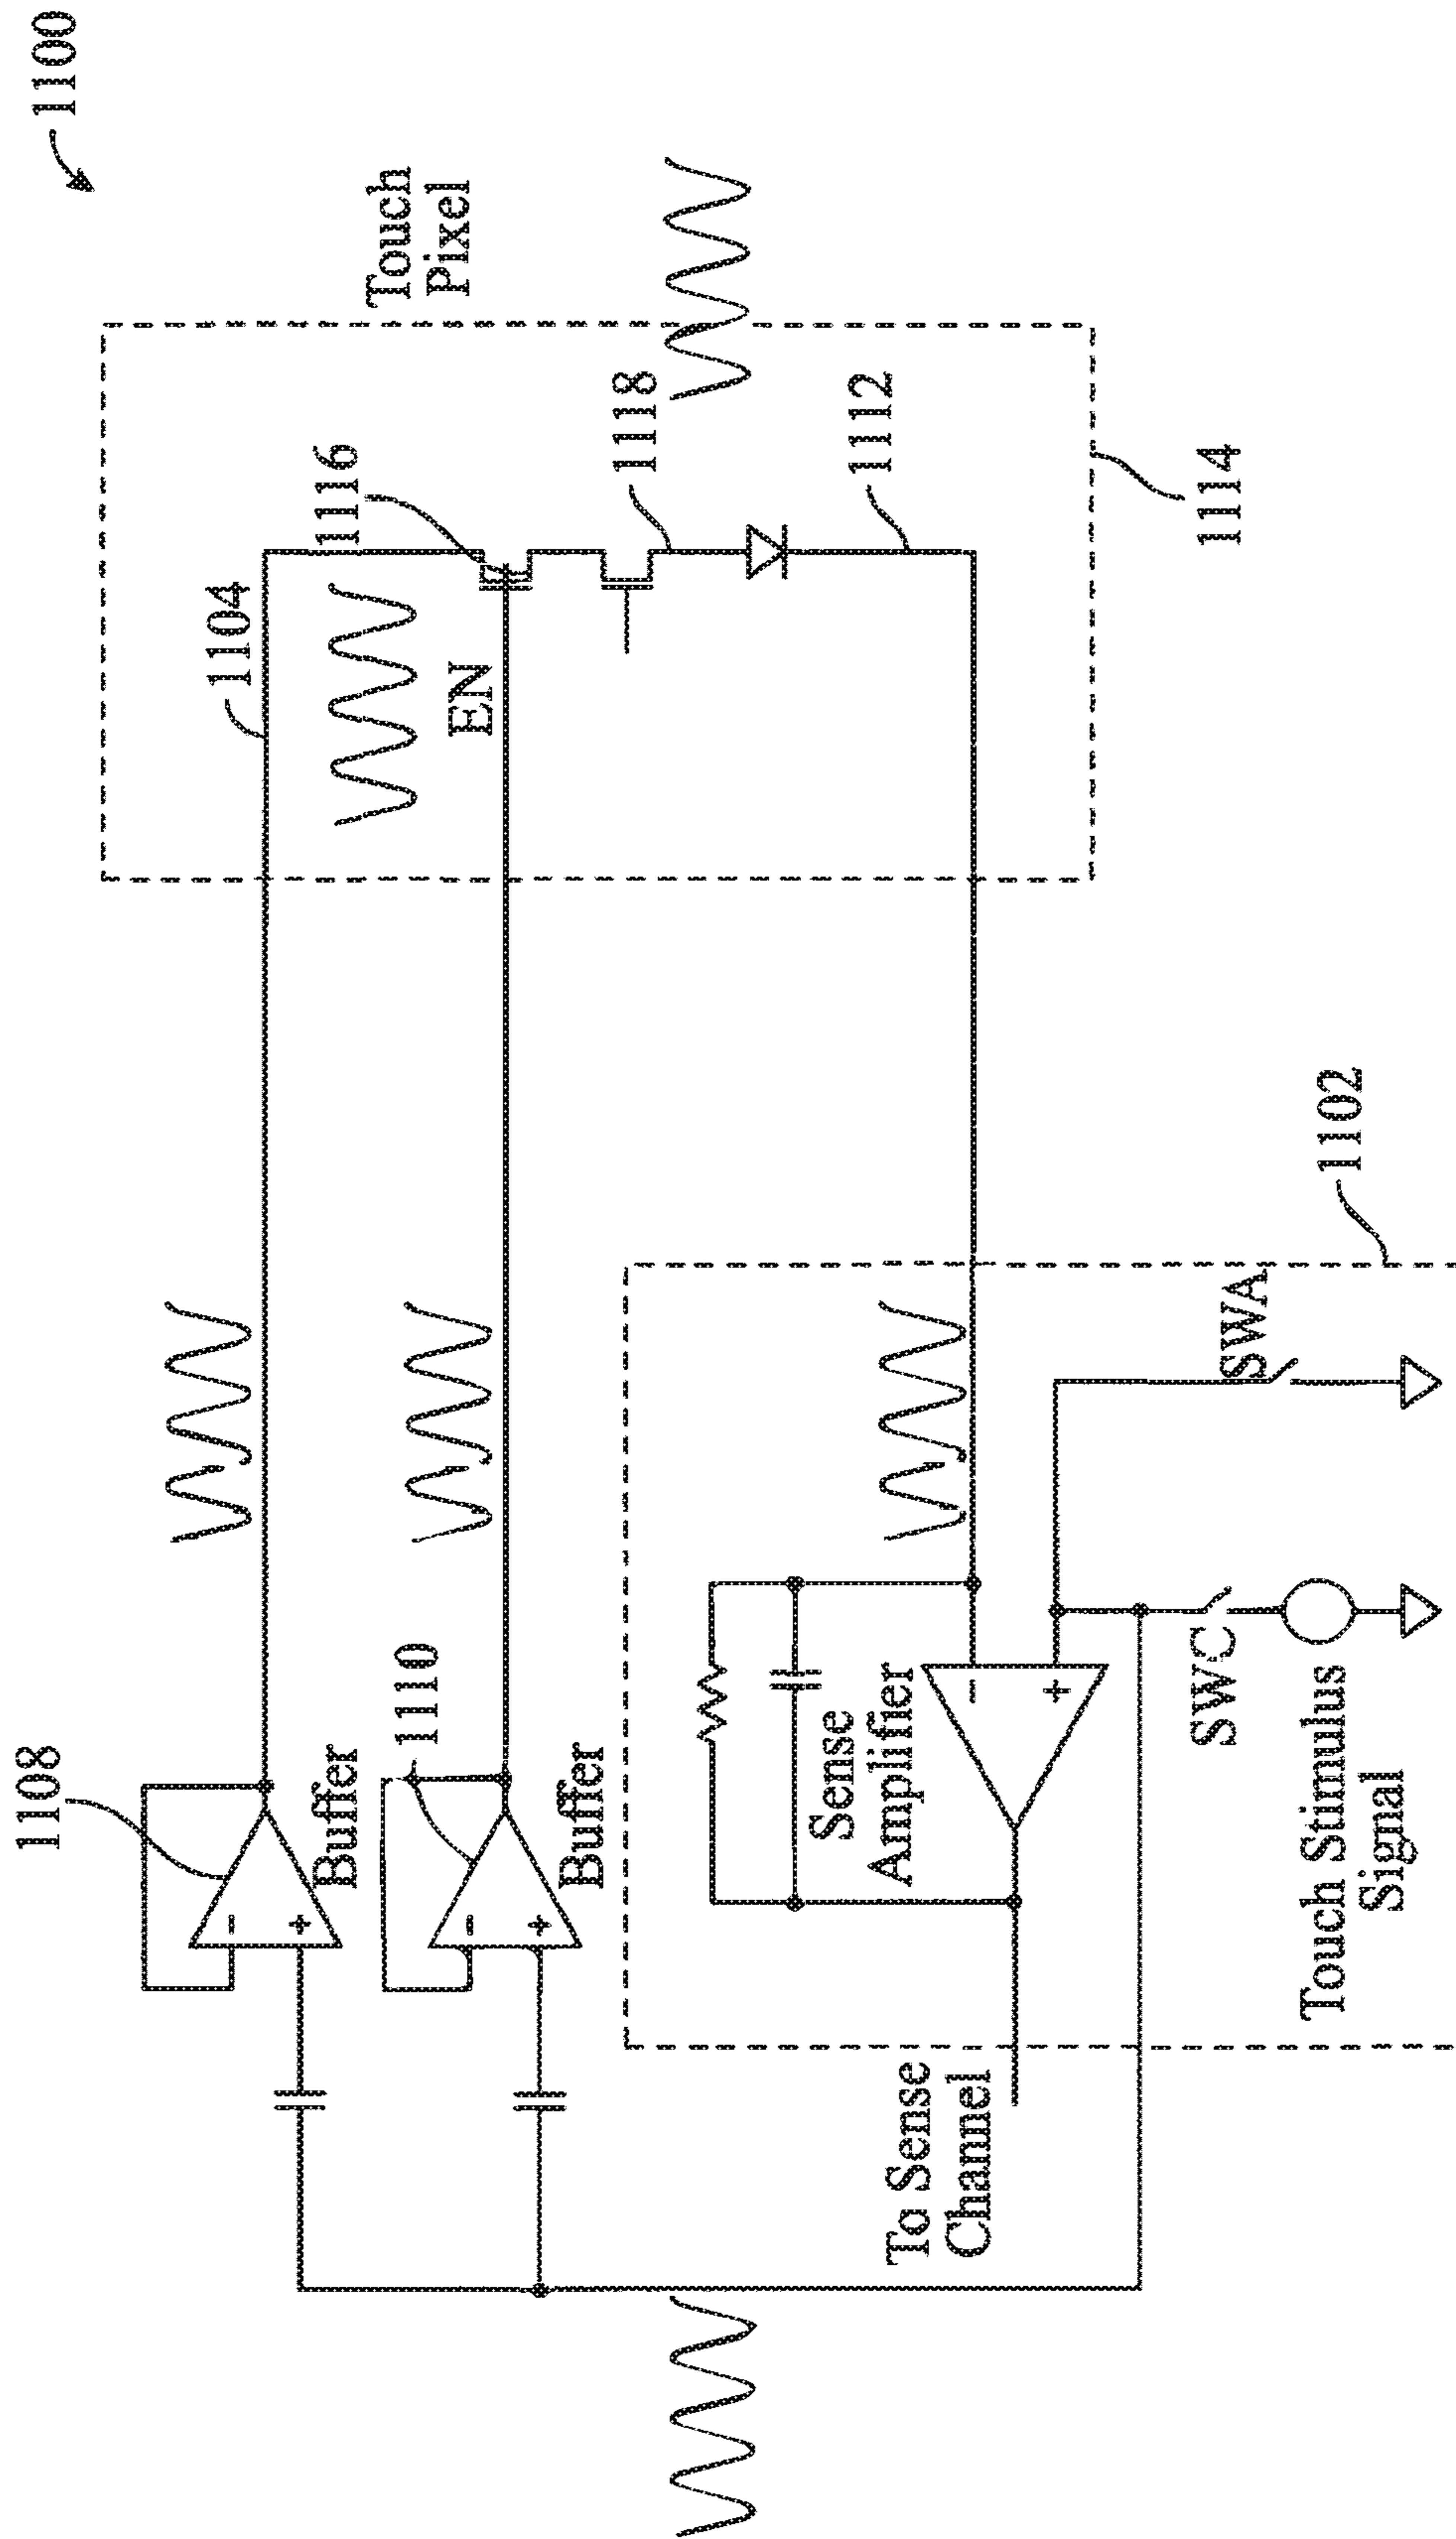 1100
Touch
Pixel
1104
1116
EN
1118
1112
1114
1108
Buffer
1110
Buffer
Sense
Amplifier
To Sense
Channel
1102
SWA
SWC
Touch Stimulus
Signal
-
+
-
+
-
+